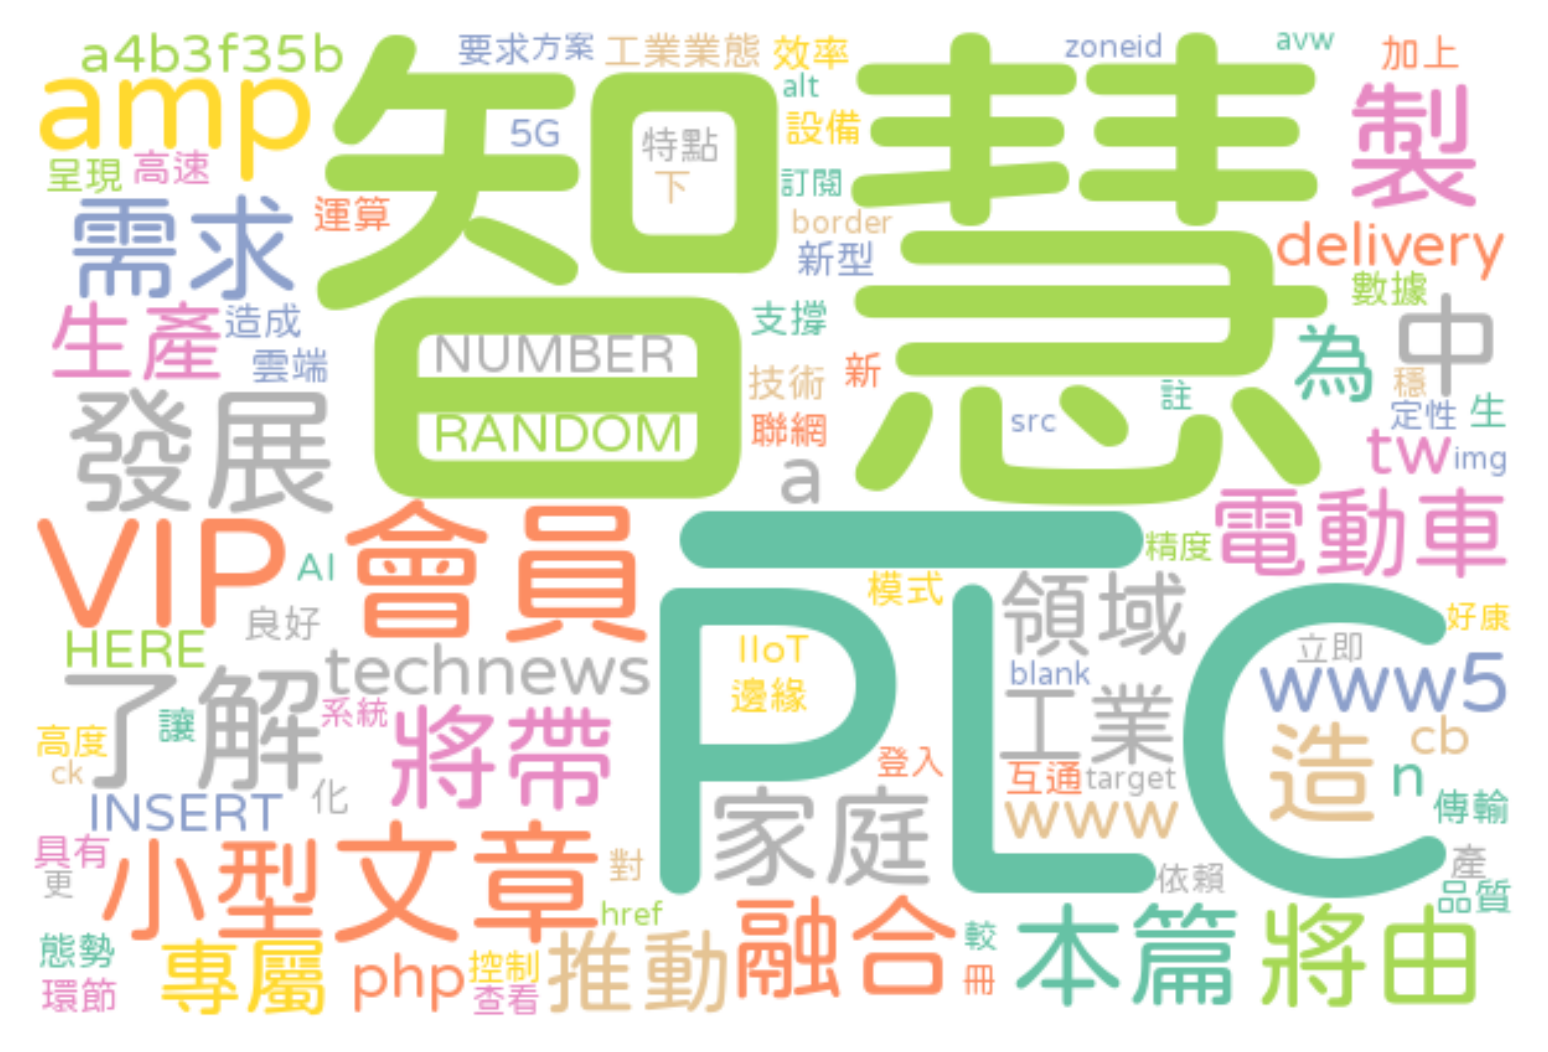 a4b3f35b
要求
方案
工業業態
效率
zoneid
avw
加上
amp
智慧
alt
製
5G
特點
設備
呈現
高速
下
訂閱
需求
運算
border
delivery
新型
數據
生產
造成
支撐
中
為
雲端
NUMBER
技術
新
穩
註
發展
RANDOM
聯網
src
定性
生
tw
img
a
VIP
會員
一
精度
電動車
AI
模式
領域
良好
PLC
好康
HERE
IIoT
立即
technews
blank
www5
了解
邊緣
工業
系統
讓
將帶
高度
登入
造
cb
ck
互通
target
n
INSERT
化
家庭
www
傳輸
具有
小型
文章
對
依賴
產
更
品質
href
態勢
專屬
php
控制
推動
融合
較
本篇
將由
環節
查看
冊